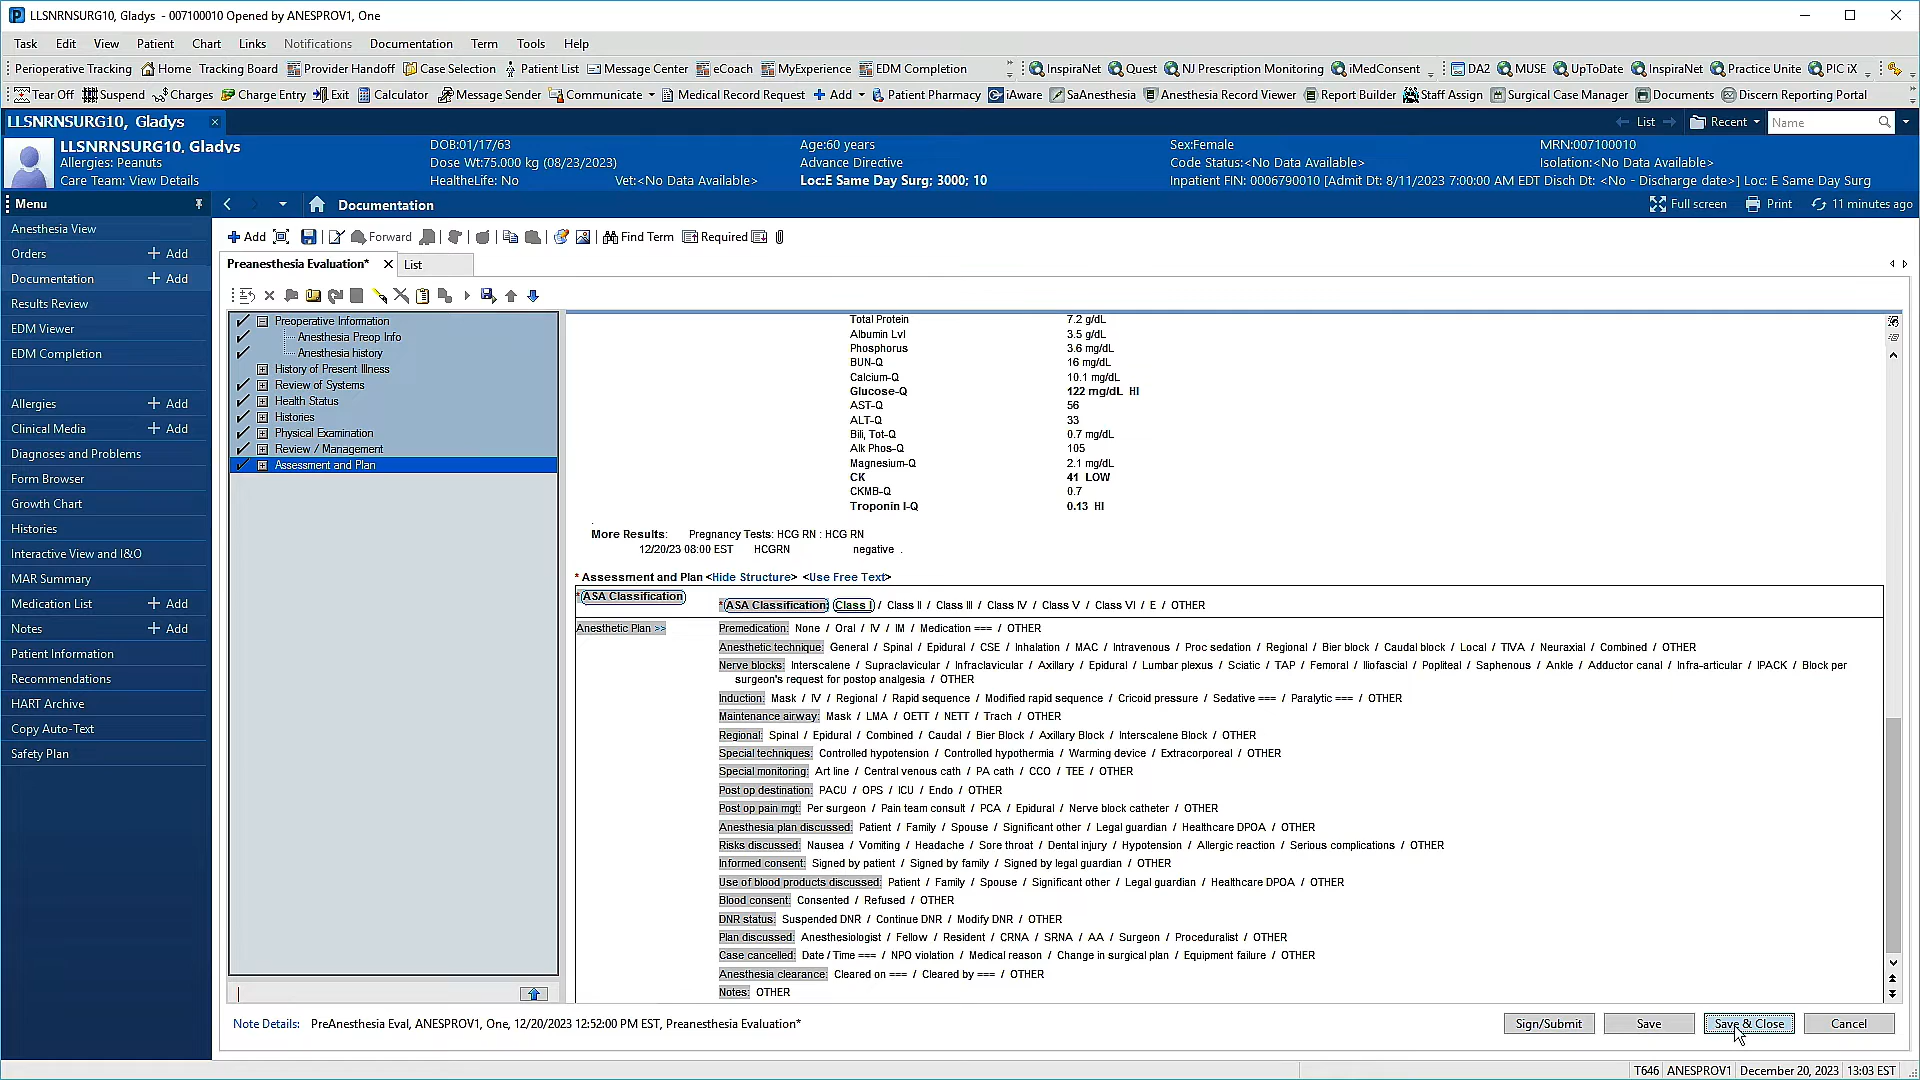 LLSNRNSURG10, Gladys - 007100010 Opened by ANESPROV1, One
Task Edit View Patient Chart Links Notifications Documentation Term Tools Help
Perioperative Tracking Home Tracking Board Provider Handoff Case Selection Patient List Message Center eCoach MyExperience EDM Completion InspiraNet Quest NJ Prescription Monitoring iMedConsent DA2 MUSE UpToDate InspiraNet Practice Unite PIC iX
Tear Off Suspend Charges Charge Entry Exit Calculator Message Sender Communicate Medical Record Request Add Patient Pharmacy iAware SaAnesthesia Anesthesia Record Viewer Report Builder Staff Assign Surgical Case Manager Documents Discern Reporting Portal
LLSNRNSURG10, Gladys List Recent Name
LLSNRNSURG10, Gladys DOB:01/17/63 Age:60 years Sex:Female MRN:007100010
Allergies: Peanuts Dose Wt:75.000 kg (08/23/2023) Advance Directive Code Status:<No Data Available> Isolation:<No Data Available>
Care Team: View Details HealtheLife: No Vet:<No Data Available> Loc:E Same Day Surg; 3000; 10 Inpatient FIN: 0006790010 [Admit Dt: 8/11/2023 7:00:00 AM EDT Disch Dt: <No - Discharge date>] Loc: E Same Day Surg
Menu
Documentation Full screen Print 11 minutes ago
Anesthesia View
Orders + Add
Documentation + Add
Results Review
EDM Viewer
EDM Completion
Allergies + Add
Clinical Media + Add
Diagnoses and Problems
Form Browser
Growth Chart
Histories
Interactive View and I&O
MAR Summary
Medication List + Add
Notes + Add
Patient Information
Recommendations
HART Archive
Copy Auto-Text
Safety Plan
Add Forward Find Term Required
Preanesthesia Evaluation* List
Preoperative Information
Anesthesia Preop Info
Anesthesia history
History of Present Illness
Review of Systems
Health Status
Histories
Physical Examination
Review / Management
Assessment and Plan
Total Protein 7.2 g/dL
Albumin Lvl 3.5 g/dL
Phosphorus 3.6 mg/dL
BUN-Q 16 mg/dL
Calcium-Q 10.1 mg/dL
Glucose-Q 122 mg/dL HI
AST-Q 56
ALT-Q 33
Bili, Tot-Q 0.7 mg/dL
Alk Phos-Q 105
Magnesium-Q 2.1 mg/dL
CK 41 LOW
CKMB-Q 0.7
Troponin I-Q 0.13 HI
.
More Results: Pregnancy Tests: HCG RN : HCG RN
12/20/23 08:00 EST HCGRN negative .
* Assessment and Plan <Hide Structure> <Use Free Text>
*ASA Classification *ASA Classification: Class I / Class II / Class III / Class IV / Class V / Class VI / E / OTHER
Anesthetic Plan >> Premedication: None / Oral / IV / IM / Medication === / OTHER
Anesthetic technique: General / Spinal / Epidural / CSE / Inhalation / MAC / Intravenous / Proc sedation / Regional / Bier block / Caudal block / Local / TIVA / Neuraxial / Combined / OTHER
Nerve blocks: Interscalene / Supraclavicular / Infraclavicular / Axillary / Epidural / Lumbar plexus / Sciatic / TAP / Femoral / Iliofascial / Popliteal / Saphenous / Ankle / Adductor canal / Infra-articular / IPACK / Block per
surgeon's request for postop analgesia / OTHER
Induction: Mask / IV / Regional / Rapid sequence / Modified rapid sequence / Cricoid pressure / Sedative === / Paralytic === / OTHER
Maintenance airway: Mask / LMA / OETT / NETT / Trach / OTHER
Regional: Spinal / Epidural / Combined / Caudal / Bier Block / Axillary Block / Interscalene Block / OTHER
Special techniques: Controlled hypotension / Controlled hypothermia / Warming device / Extracorporeal / OTHER
Special monitoring: Art line / Central venous cath / PA cath / CCO / TEE / OTHER
Post op destination: PACU / OPS / ICU / Endo / OTHER
Post op pain mgt: Per surgeon / Pain team consult / PCA / Epidural / Nerve block catheter / OTHER
Anesthesia plan discussed: Patient / Family / Spouse / Significant other / Legal guardian / Healthcare DPOA / OTHER
Risks discussed: Nausea / Vomiting / Headache / Sore throat / Dental injury / Hypotension / Allergic reaction / Serious complications / OTHER
Informed consent: Signed by patient / Signed by family / Signed by legal guardian / OTHER
Use of blood products discussed: Patient / Family / Spouse / Significant other / Legal guardian / Healthcare DPOA / OTHER
Blood consent: Consented / Refused / OTHER
DNR status: Suspended DNR / Continue DNR / Modify DNR / OTHER
Plan discussed: Anesthesiologist / Fellow / Resident / CRNA / SRNA / AA / Surgeon / Proceduralist / OTHER
Case cancelled: Date / Time === / NPO violation / Medical reason / Change in surgical plan / Equipment failure / OTHER
Anesthesia clearance: Cleared on === / Cleared by === / OTHER
Notes: OTHER
Note Details: PreAnesthesia Eval, ANESPROV1, One, 12/20/2023 12:52:00 PM EST, Preanesthesia Evaluation* Sign/Submit Save Save & Close Cancel
T646 ANESPROV1 December 20, 2023 13:03 EST